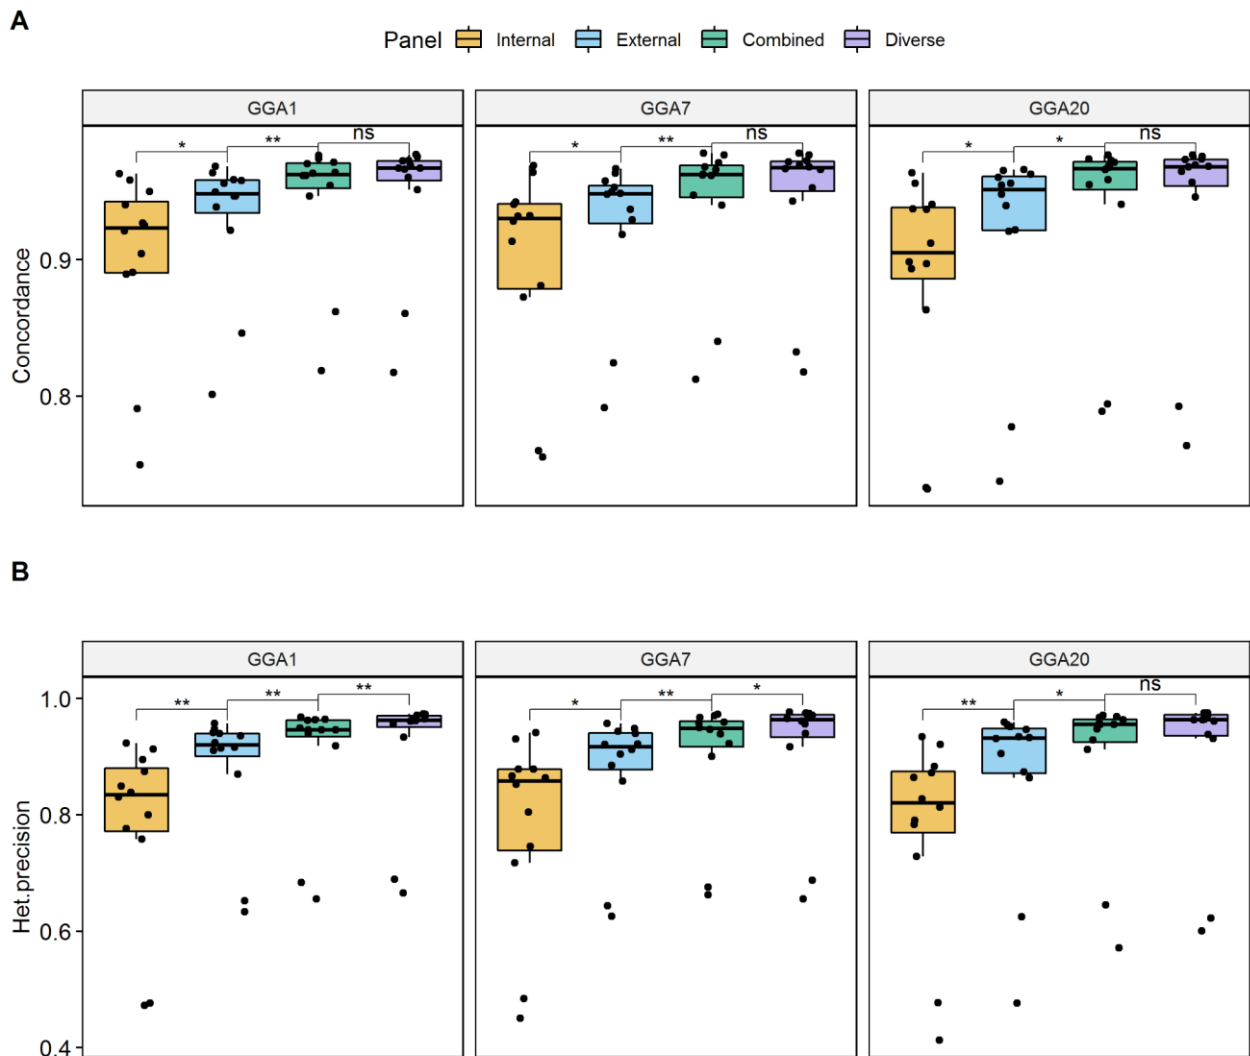 A
Panel Internal External Combined Diverse
GGA1 GGA7 GGA20
* ** ns * ** ns * * ns
Concordance
0.9
0.8
B
GGA1 GGA7 GGA20
** ** ** * ** * ** * ns
Het.precision
1.0
0.8
0.6
0.4